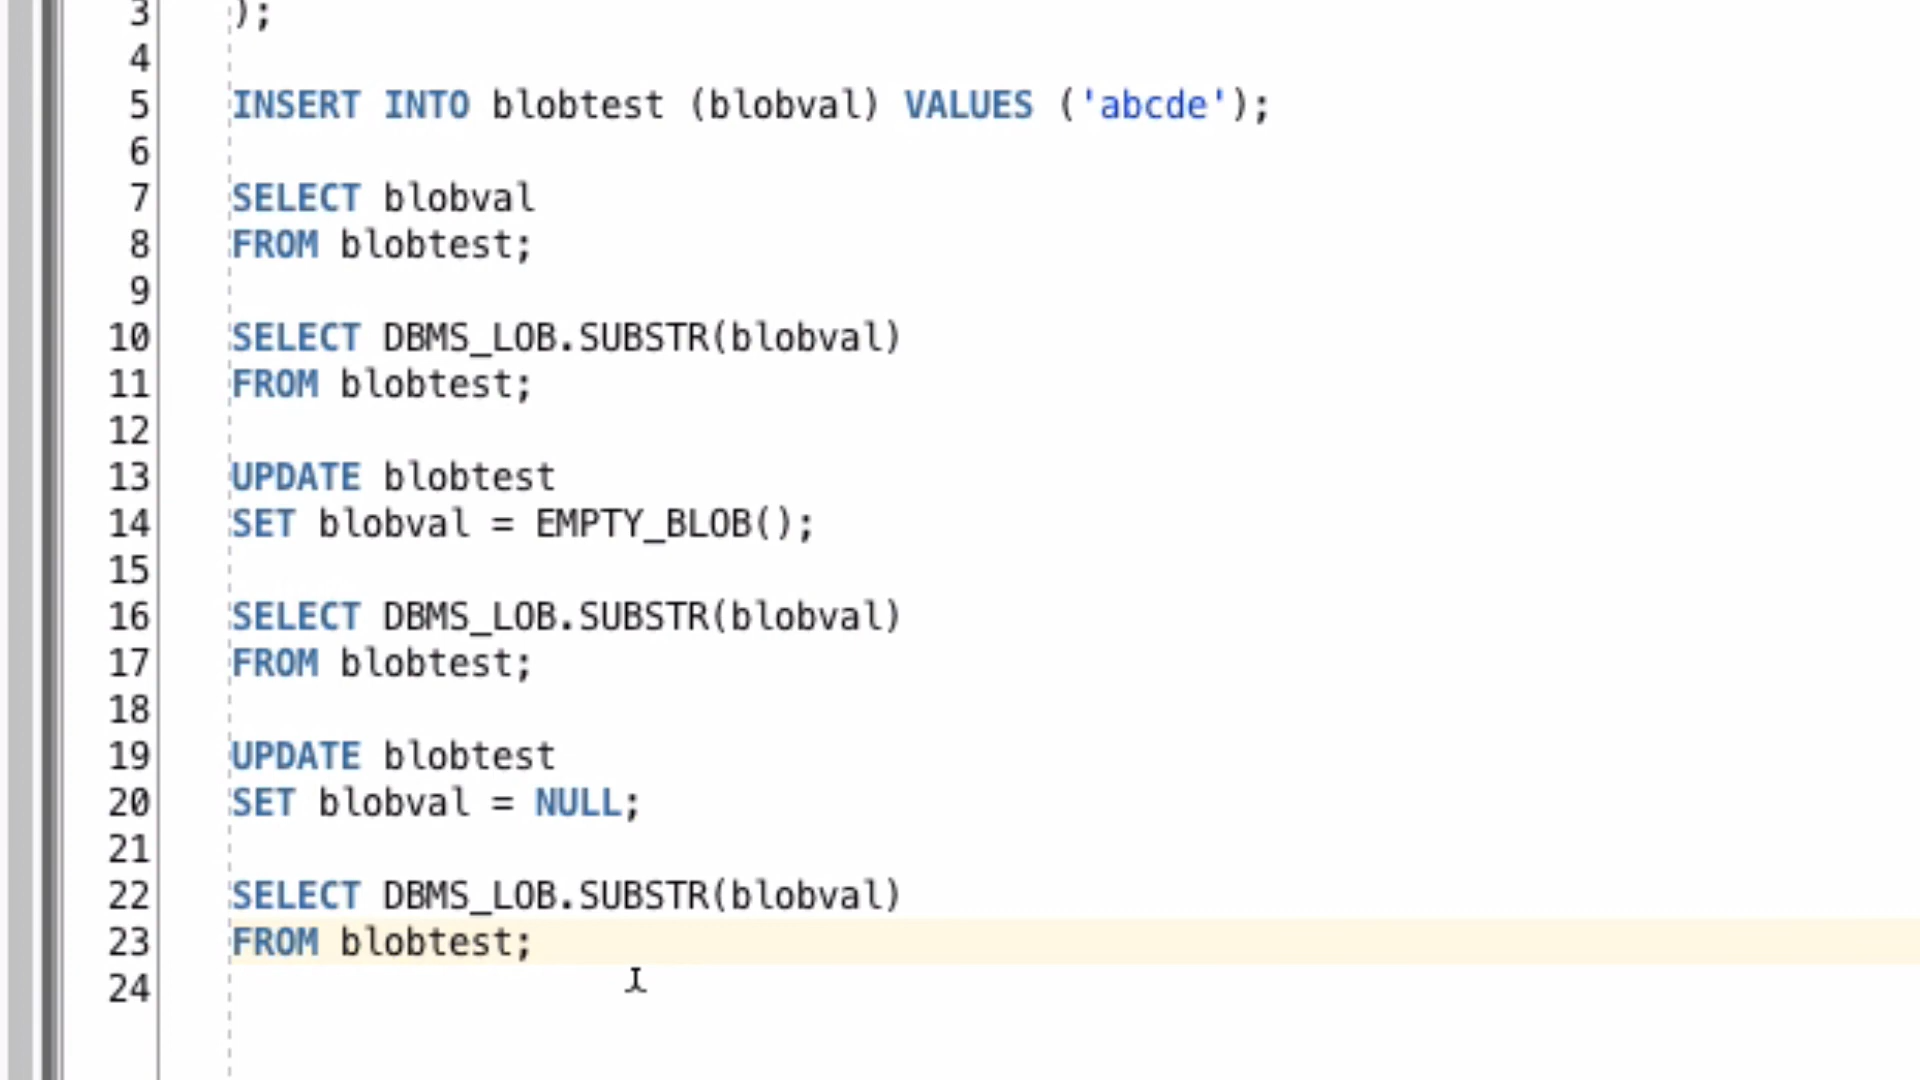 3 );
4
5 INSERT INTO blobtest (blobval) VALUES ('abcde');
6
7 SELECT blobval
8 FROM blobtest;
9
10 SELECT DBMS_LOB.SUBSTR(blobval)
11 FROM blobtest;
12
13 UPDATE blobtest
14 SET blobval = EMPTY_BLOB();
15
16 SELECT DBMS_LOB.SUBSTR(blobval)
17 FROM blobtest;
18
19 UPDATE blobtest
20 SET blobval = NULL;
21
22 SELECT DBMS_LOB.SUBSTR(blobval)
23 FROM blobtest;
24